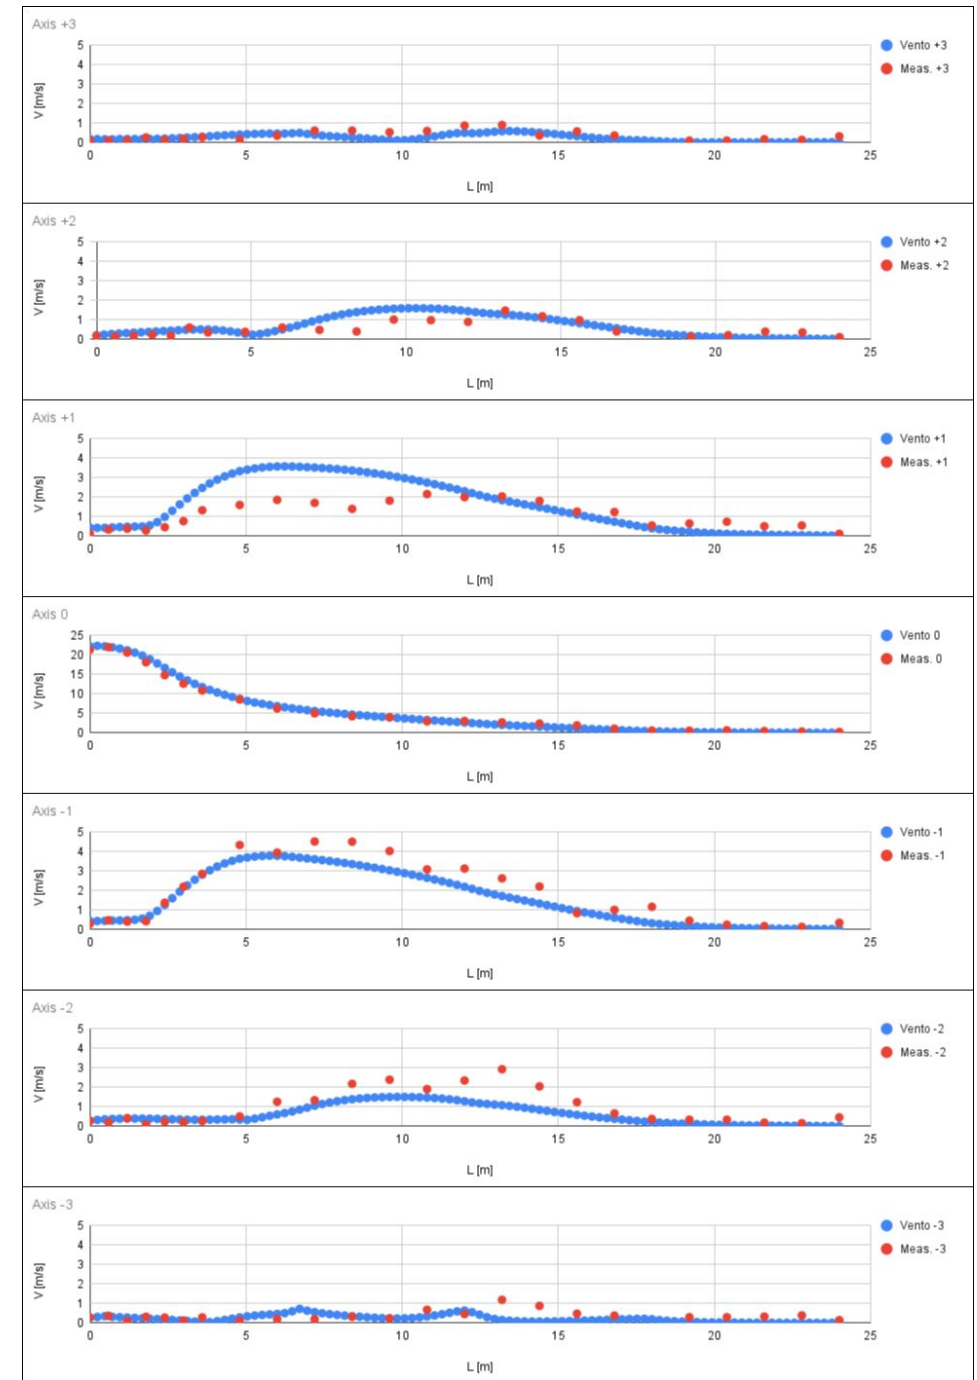 Axis +3
5
4
3
2
1
0
V [m/s]
0 5 10 15 20 25
L [m]
Vento +3
Meas. +3
Axis +2
5
4
3
2
1
0
V [m/s]
0 5 10 15 20 25
L [m]
Vento +2
Meas. +2
Axis +1
5
4
3
2
1
0
V [m/s]
0 5 10 15 20 25
L [m]
Vento +1
Meas. +1
Axis 0
25
20
15
10
5
0
V [m/s]
0 5 10 15 20 25
L [m]
Vento 0
Meas. 0
Axis -1
5
4
3
2
1
0
V [m/s]
0 5 10 15 20 25
L [m]
Vento -1
Meas. -1
Axis -2
5
4
3
2
1
0
V [m/s]
0 5 10 15 20 25
L [m]
Vento -2
Meas. -2
Axis -3
5
4
3
2
1
0
V [m/s]
0 5 10 15 20 25
L [m]
Vento -3
Meas. -3